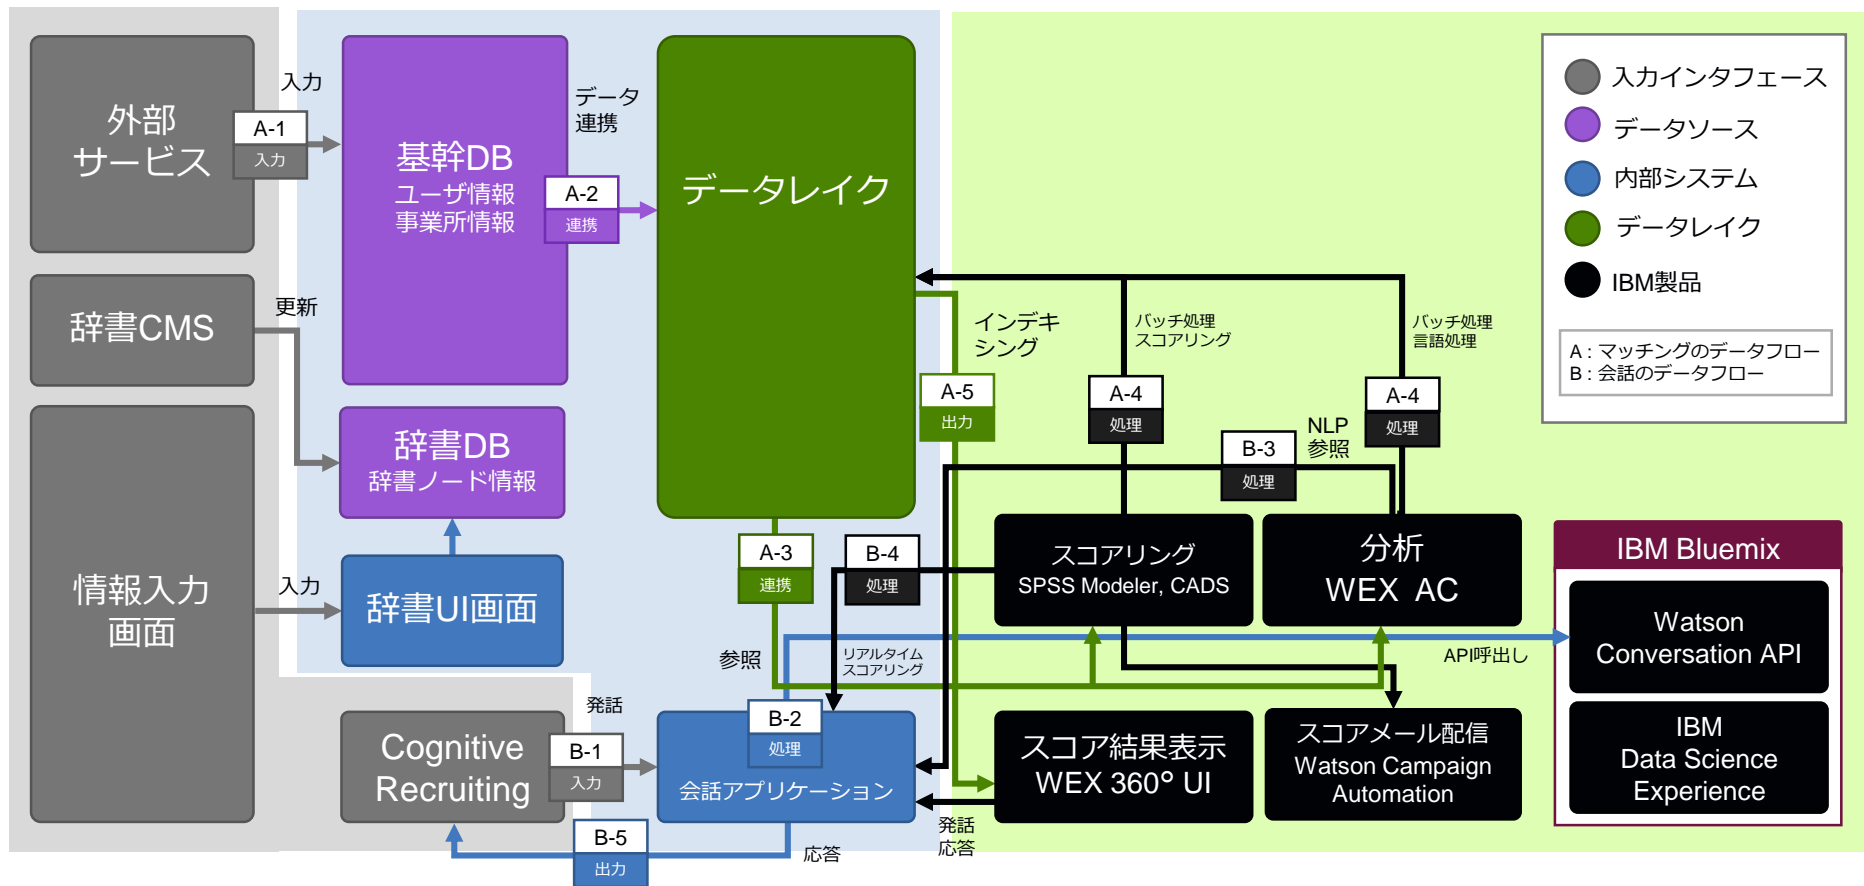 外部
サービス
入力
A-1
入力
基幹DB
ユーザ情報
事業所情報
データ
連携
A-2
連携
データレイク
入力インタフェース
データソース
内部システム
データレイク
IBM製品
A : マッチングのデータフロー
B : 会話のデータフロー
辞書CMS
更新
辞書DB
辞書ノード情報
インデキ
シング
A-5
出力
バッチ処理
スコアリング
A-4
処理
バッチ処理
言語処理
A-4
処理
NLP
参照
B-3
処理
情報入力
画面
入力
辞書UI画面
A-3
連携
B-4
処理
スコアリング
SPSS Modeler, CADS
分析
WEX AC
IBM Bluemix
Watson
Conversation API
IBM
Data Science
Experience
参照
リアルタイム
スコアリング
API呼出し
発話
Cognitive
Recruiting
B-1
入力
B-2
処理
会話アプリケーション
スコア結果表示
WEX 360° UI
スコアメール配信
Watson Campaign
Automation
発話
応答
B-5
出力
応答